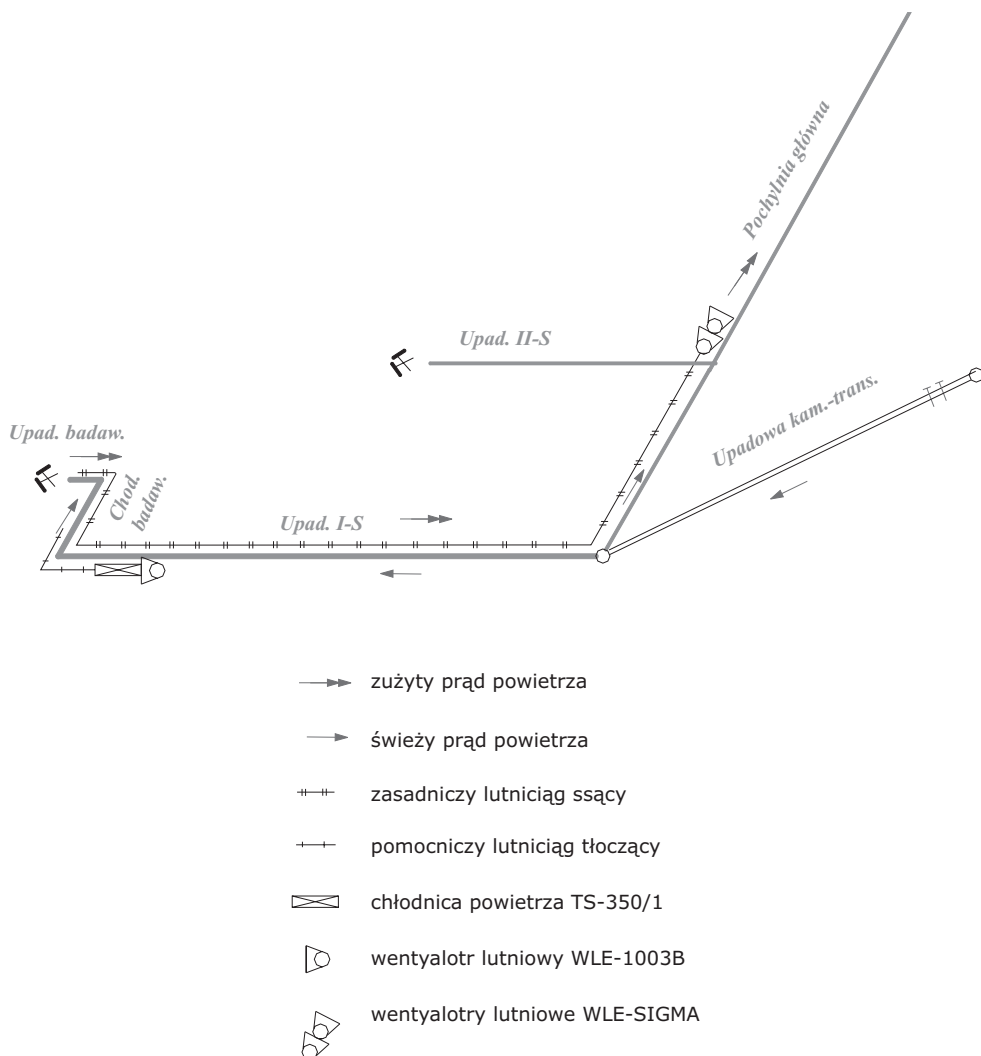 Pochylnia główna
Upad. II-S
Upadowa kam.-trans.
Upad. badaw.
Chod.
badaw.
Upad. I-S
zużyty prąd powietrza
świeży prąd powietrza
zasadniczy lutniciąg ssący
pomocniczy lutniciąg tłoczący
chłodnica powietrza TS-350/1
wentyalotr lutniowy WLE-1003B
wentyalotry lutniowe WLE-SIGMA